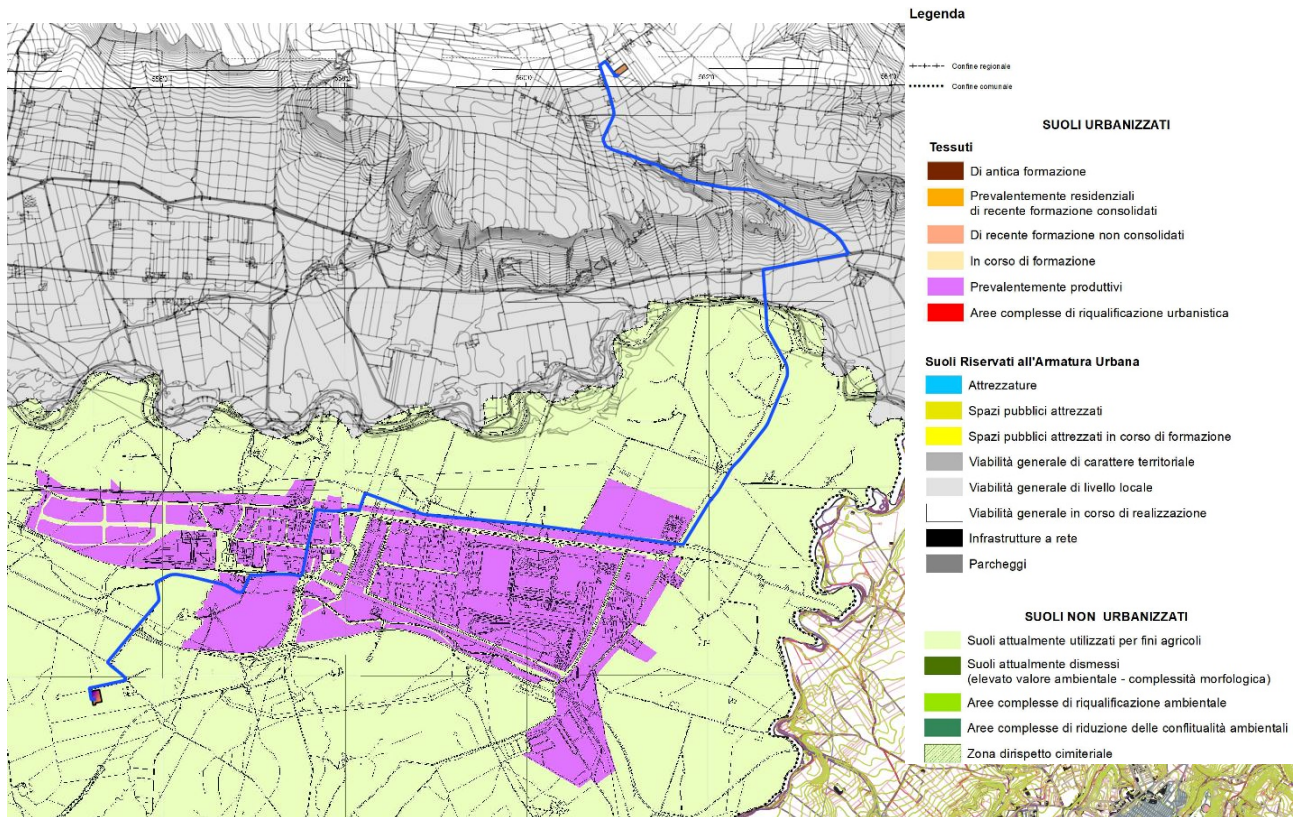 Legenda
Confine regionale
Confine comunale
SUOLI URBANIZZATI
Tessuti
Di antica formazione
Prevalentemente residenziali
di recente formazione consolidati
Di recente formazione non consolidati
In corso di formazione
Prevalentemente produttivi
Aree complesse di riqualificazione urbanistica
Suoli Riservati all'Armatura Urbana
Attrezzature
Spazi pubblici attrezzati
Spazi pubblici attrezzati in corso di formazione
Viabilità generale di carattere territoriale
Viabilità generale di livello locale
Viabilità generale in corso di realizzazione
Infrastrutture a rete
Parcheggi
SUOLI NON URBANIZZATI
Suoli attualmente utilizzati per fini agricoli
Suoli attualmente dismessi
(elevato valore ambientale - complessità morfologica)
Aree complesse di riqualificazione ambientale
Aree complesse di riduzione delle conflitualità ambientali
Zona dirispetto cimiteriale